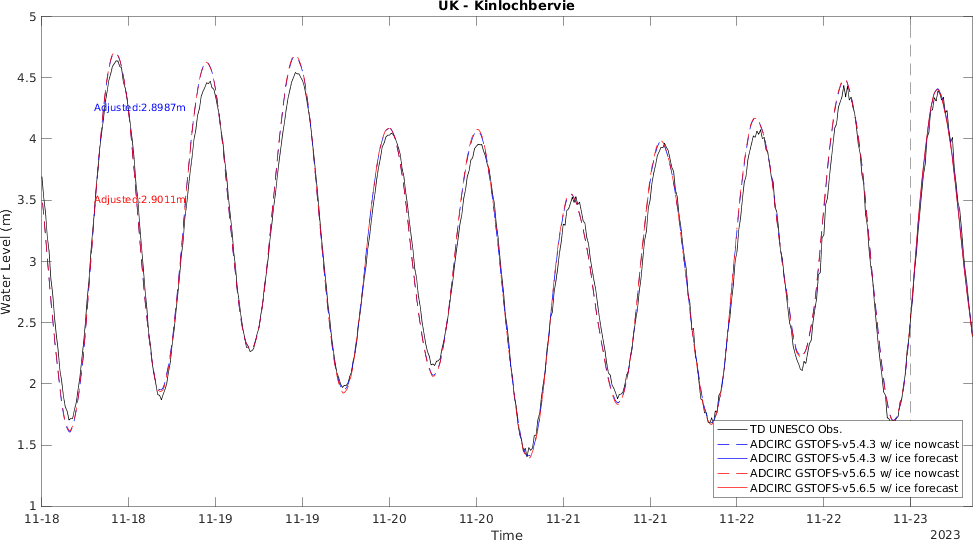 UK - Kinlochbervie
5
4.5
4
3.5
3
2.5
2
1.5
1
Water Level (m)
Adjusted:2.8987m
Adjusted:2.9011m
TD UNESCO Obs.
ADCIRC GSTOFS-v5.4.3 w/ ice nowcast
ADCIRC GSTOFS-v5.4.3 w/ ice forecast
ADCIRC GSTOFS-v5.6.5 w/ ice nowcast
ADCIRC GSTOFS-v5.6.5 w/ ice forecast
11-18 11-18 11-19 11-19 11-20 11-20 11-21 11-21 11-22 11-22 11-23
Time
2023